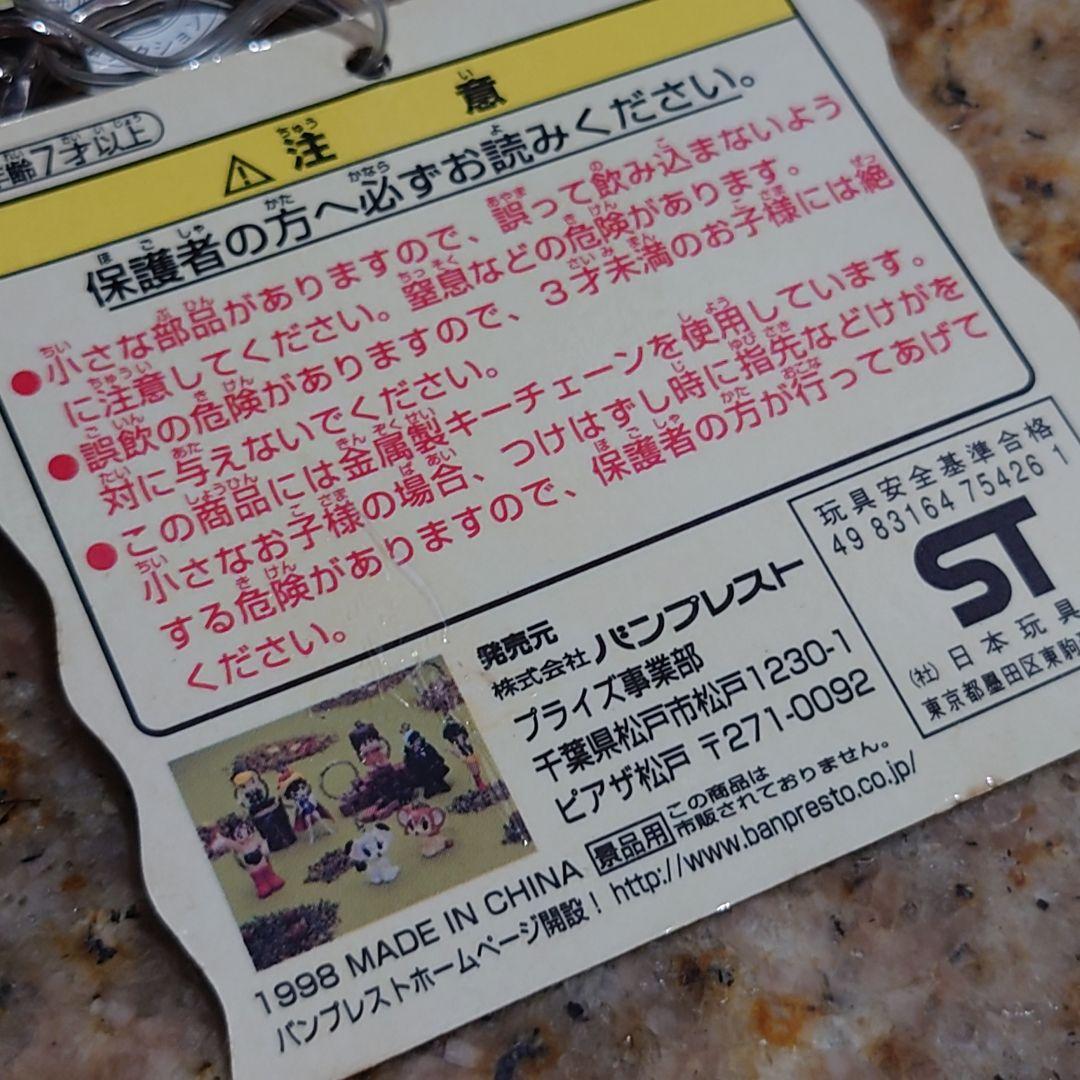 クション
齢7才以上
⚠ 注意
保護者の方へ必ずお読みください。
●小さな部品がありますので、誤って飲み込まないよう
に注意してください。窒息などの危険があります。
●誤飲の危険がありますので、3才未満のお子様には絶
対に与えないでください。
●この商品には金属製キーチェーンを使用しています。
小さなお子様の場合、つけはずし時に指先などけがを
する危険がありますので、保護者の方が行ってあげて
ください。
発売元
株式会社 バンプレスト
プライズ事業部
千葉県松戸市松戸1230-1
ピアザ松戸 〒271-0092
景品用 この商品は
市販されておりません。
1998 MADE IN CHINA
バンプレストホームページ開設! http://www.banpresto.co.jp/
玩具安全基準合格
49 83164 75426 1
ST
(社) 日本玩具
東京都墨田区東駒